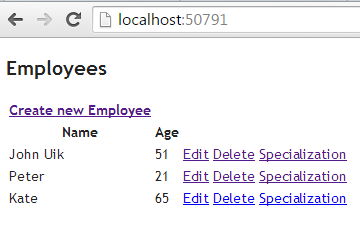 localhost:50791
Employees
Create new Employee
Name Age
John Uik 51 Edit Delete Specialization
Peter 21 Edit Delete Specialization
Kate 65 Edit Delete Specialization